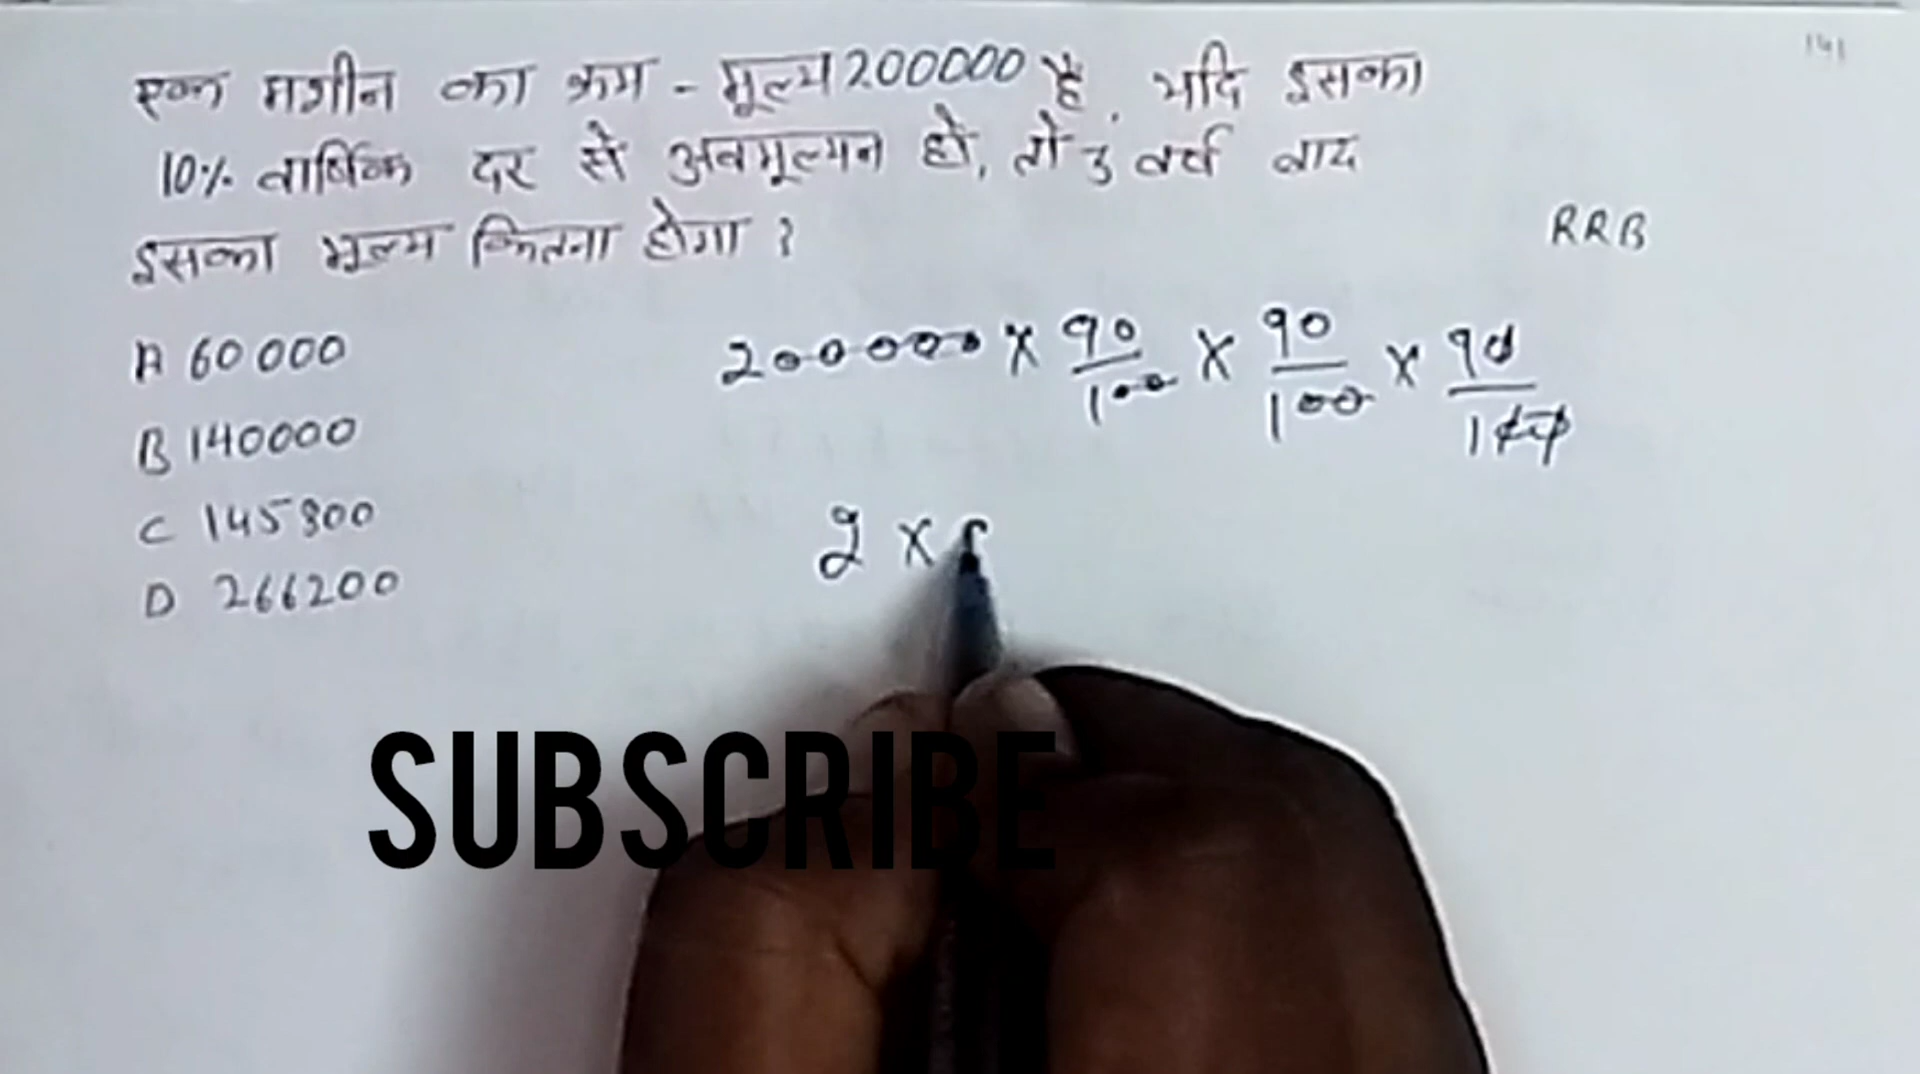 एक मशीन का क्रय - मूल्य 200000 है, यदि इसका
10% वार्षिक दर से अवमूल्यन हो, तो 3 वर्ष बाद
इसका मूल्य कितना होगा ?
RRB
A 60000
B 140000
C 145800
D 266200
200000 x 90/100 x 90/100 x 90/100
2 x
SUBSCRIBE